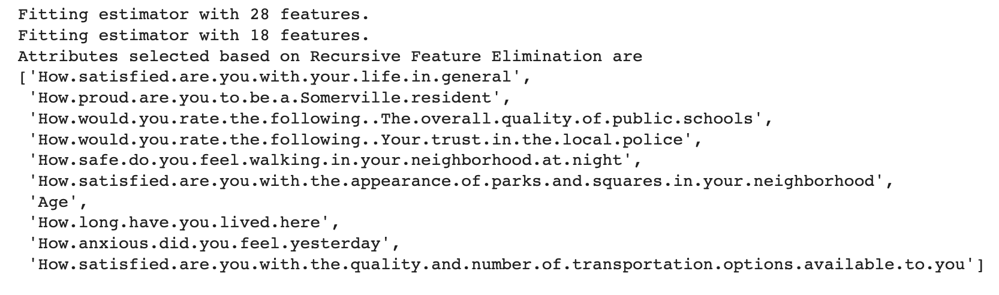 Fitting estimator with 28 features.
Fitting estimator with 18 features.
Attributes selected based on Recursive Feature Elimination are
['How.satisfied.are.you.with.your.life.in.general',
 'How.proud.are.you.to.be.a.Somerville.resident',
 'How.would.you.rate.the.following..The.overall.quality.of.public.schools',
 'How.would.you.rate.the.following..Your.trust.in.the.local.police',
 'How.safe.do.you.feel.walking.in.your.neighborhood.at.night',
 'How.satisfied.are.you.with.the.appearance.of.parks.and.squares.in.your.neighborhood',
 'Age',
 'How.long.have.you.lived.here',
 'How.anxious.did.you.feel.yesterday',
 'How.satisfied.are.you.with.the.quality.and.number.of.transportation.options.available.to.you']